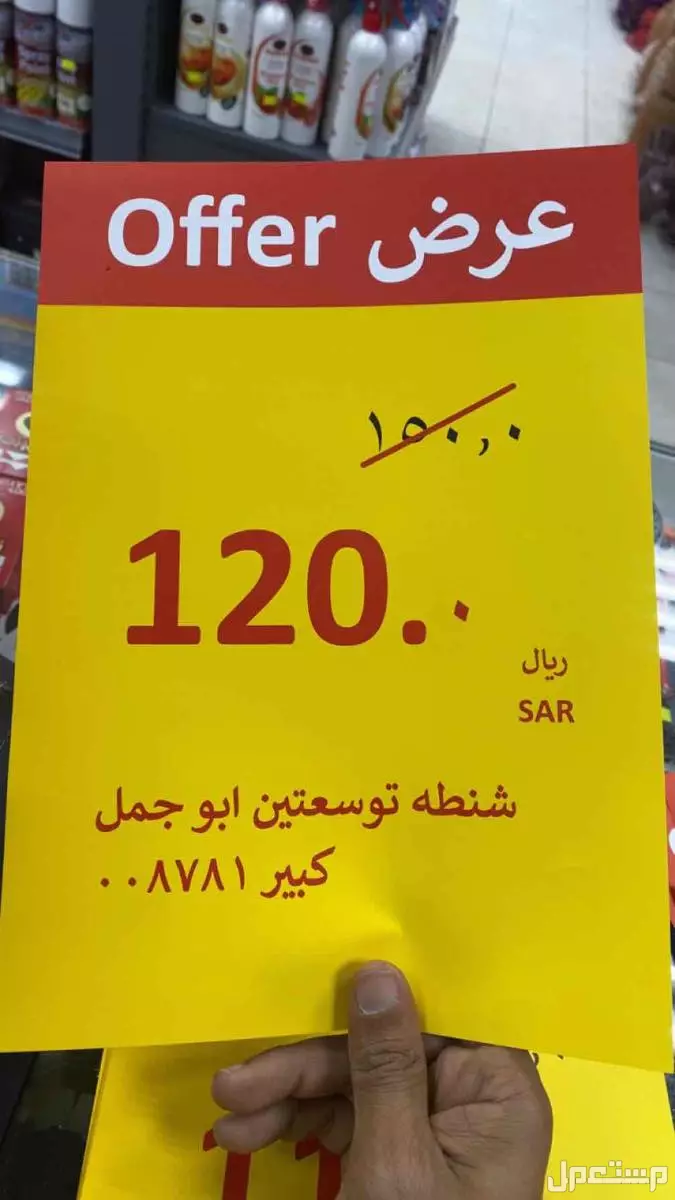 عرض Offer
١٥٠,٠
120.٠
ريال
SAR
شنطه توسعتين ابو جمل
كبير ٠٠٨٧٨١
مستعمل